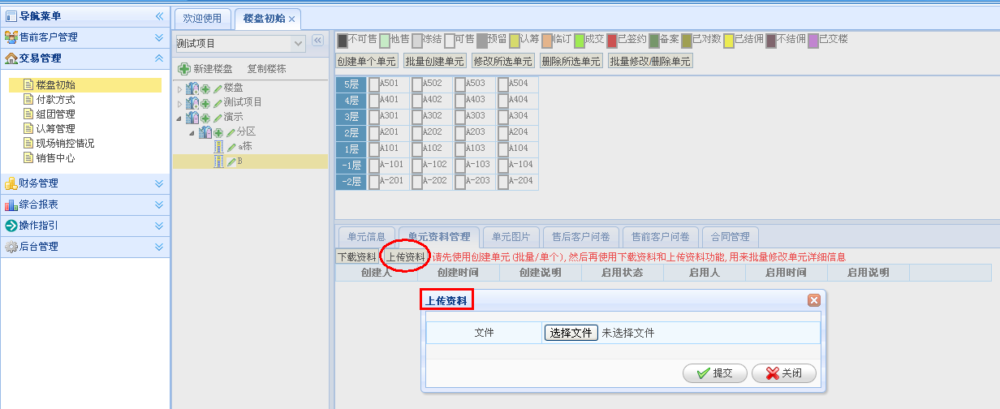 导航菜单
售前客户管理
交易管理
楼盘初始
付款方式
组团管理
认筹管理
现场销控情况
销售中心
财务管理
综合报表
操作指引
后台管理
欢迎使用
楼盘初始
测试项目
新建楼盘 复制楼栋
楼盘
测试项目
演示
分区
a栋
B
不可售 他售 冻结 可售 预留 认筹 临订 成交 已签约 备案 已对数 已结佣 不结佣 已交楼
创建单个单元 批量创建单元 修改所选单元 删除所选单元 批量修改/删除单元
5层 A501 A502 A503 A504
4层 A401 A402 A403 A404
3层 A301 A302 A303 A304
2层 A201 A202 A203 A204
1层 A101 A102 A103 A104
-1层 A-101 A-102 A-103 A-104
-2层 A-201 A-202 A-203 A-204
单元信息 单元资料管理 单元图片 售后客户问卷 售前客户问卷 合同管理
下载资料 上传资料 请先使用创建单元(批量/单个),然后再使用下载资料和上传资料功能,用来批量修改单元详细信息
创建人 创建时间 创建说明 启用状态 启用人 启用时间 启用说明
上传资料
文件 选择文件 未选择文件
提交 关闭